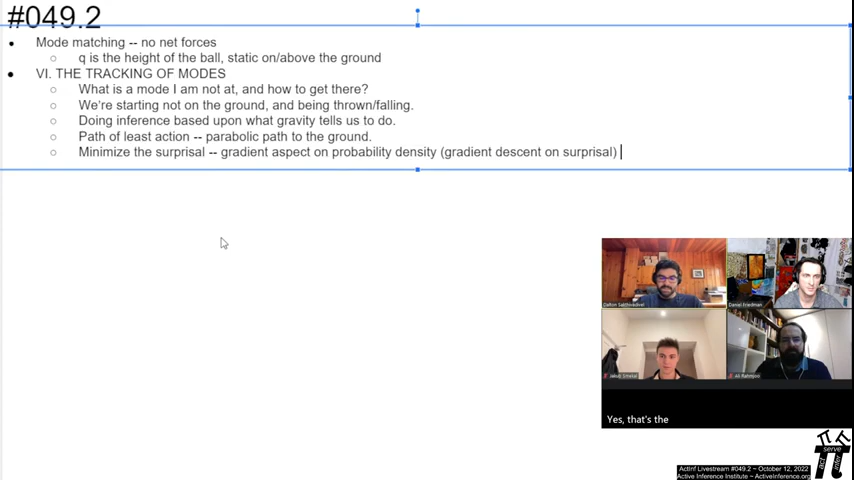 #049.2
● Mode matching -- no net forces
○ q is the height of the ball, static on/above the ground
● VI. THE TRACKING OF MODES
○ What is a mode I am not at, and how to get there?
○ We're starting not on the ground, and being thrown/falling.
○ Doing inference based upon what gravity tells us to do.
○ Path of least action -- parabolic path to the ground.
○ Minimize the surprisal -- gradient aspect on probability density (gradient descent on surprisal)
Dalton Sakthivadivel
Daniel Friedman
Jakub Smékal
Ali Rahmjoo
Yes, that's the
act
serve
infer
ActInf Livestream #049.2 ~ October 12, 2022
Active Inference Institute ~ ActiveInference.org